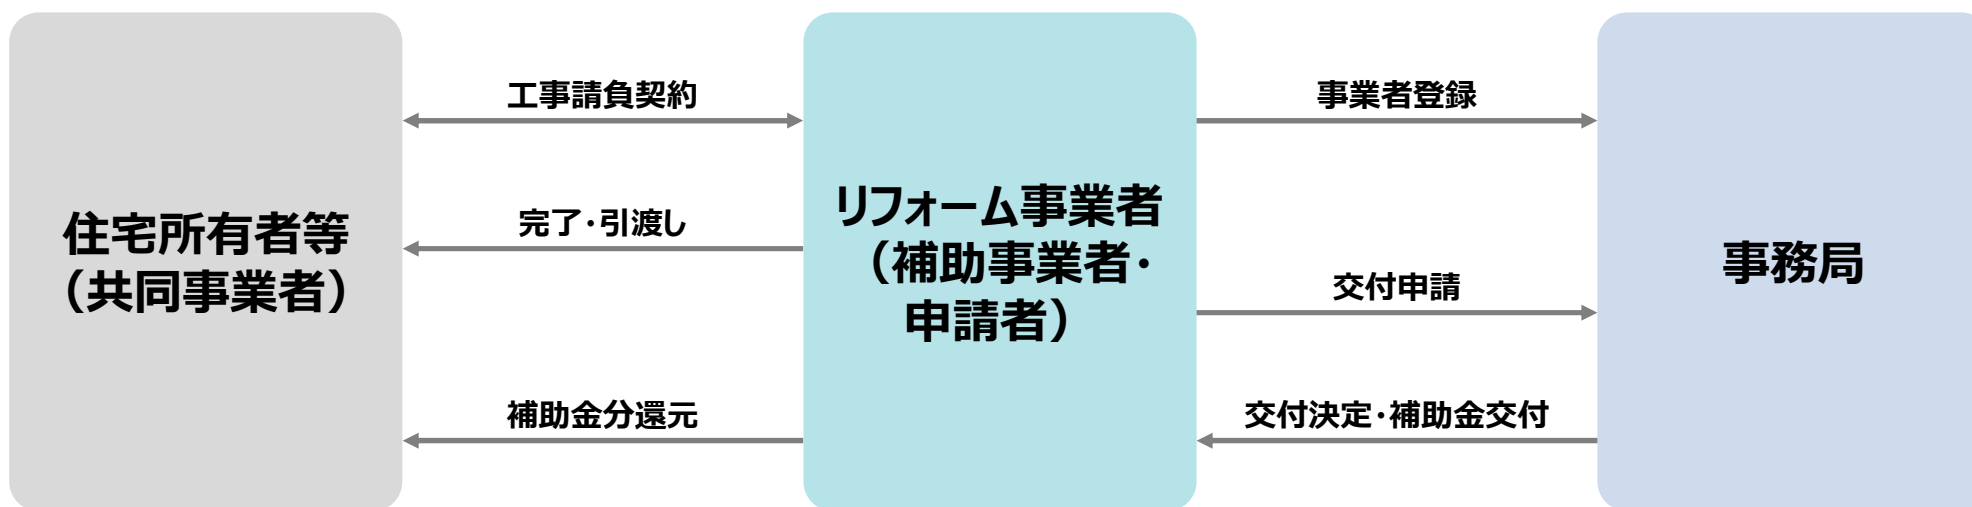 住宅所有者等
（共同事業者）
工事請負契約
完了・引渡し
補助金分還元
リフォーム事業者
（補助事業者・
申請者）
事業者登録
交付申請
交付決定・補助金交付
事務局